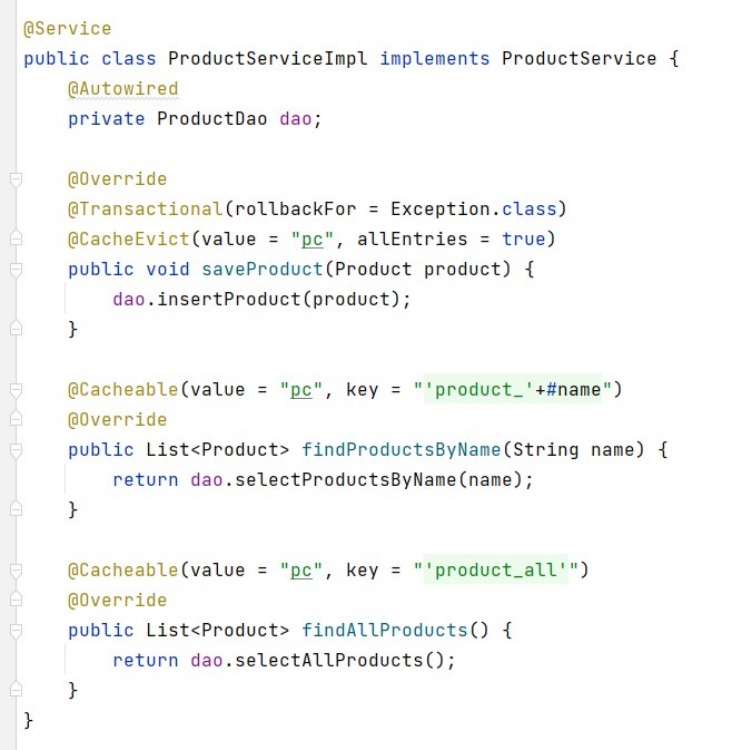 @Service
public class ProductServiceImpl implements ProductService {
    @Autowired
    private ProductDao dao;

    @Override
    @Transactional(rollbackFor = Exception.class)
    @CacheEvict(value = "pc", allEntries = true)
    public void saveProduct(Product product) {
        dao.insertProduct(product);
    }

    @Cacheable(value = "pc", key = "'product_'+#name")
    @Override
    public List<Product> findProductsByName(String name) {
        return dao.selectProductsByName(name);
    }

    @Cacheable(value = "pc", key = "'product_all'")
    @Override
    public List<Product> findAllProducts() {
        return dao.selectAllProducts();
    }
}